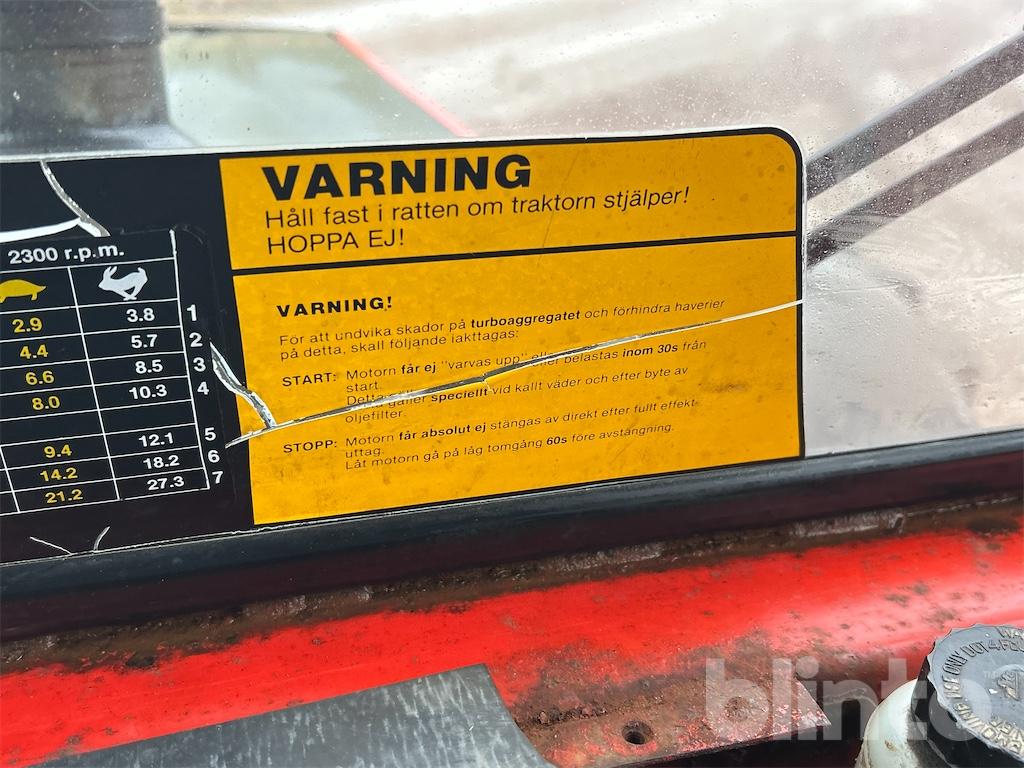 VARNING
Håll fast i ratten om traktorn stjälper!
HOPPA EJ!
2300 r.p.m.
2.9 3.8 1
4.4 5.7 2
6.6 8.5 3
8.0 10.3 4
9.4 12.1 5
14.2 18.2 6
21.2 27.3 7
VARNING!
För att undvika skador på turboaggregatet och förhindra haverier
på detta, skall följande iakttagas:
START: Motorn får ej "varvas upp" eller belastas inom 30s från
start.
Detta gäller speciellt vid kallt väder och efter byte av
oljefilter.
STOPP: Motorn får absolut ej stängas av direkt efter fullt effekt-
uttag.
Låt motorn gå på låg tomgång 60s före avstängning.
blinto
USE ONLY DOT 4